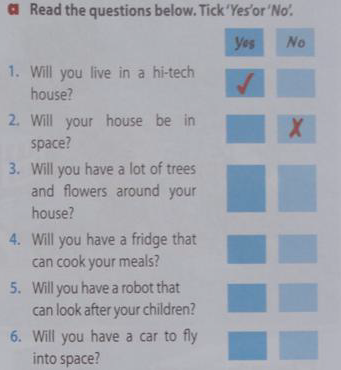 a Read the questions below. Tick 'Yes' or 'No'.
Yes No
1. Will you live in a hi-tech
house? ✓
2. Will your house be in
space? ✗
3. Will you have a lot of trees
and flowers around your
house?
4. Will you have a fridge that
can cook your meals?
5. Will you have a robot that
can look after your children?
6. Will you have a car to fly
into space?